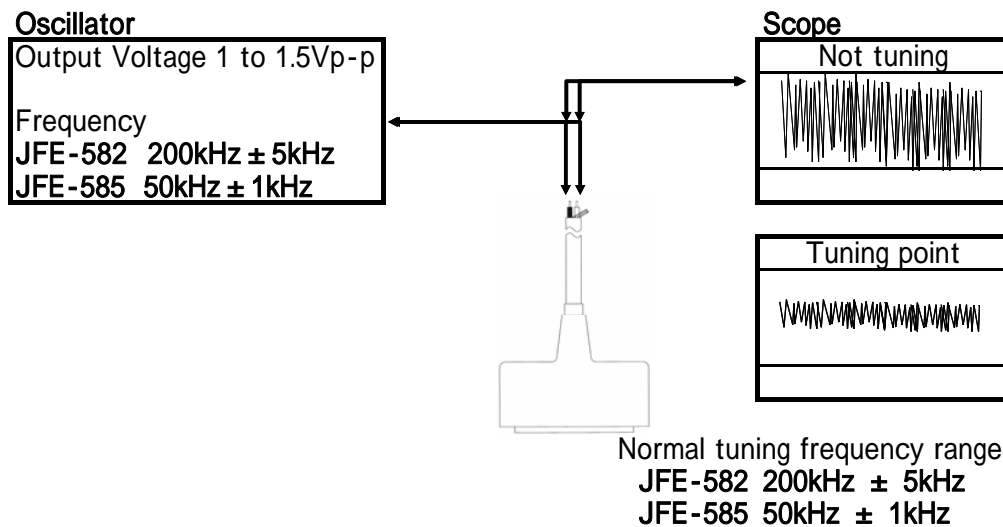 Oscillator
Output Voltage 1 to 1.5Vp-p
Frequency
JFE-582 200kHz ± 5kHz
JFE-585 50kHz ± 1kHz
Scope
Not tuning
Tuning point
Normal tuning frequency range
JFE-582 200kHz ± 5kHz
JFE-585 50kHz ± 1kHz